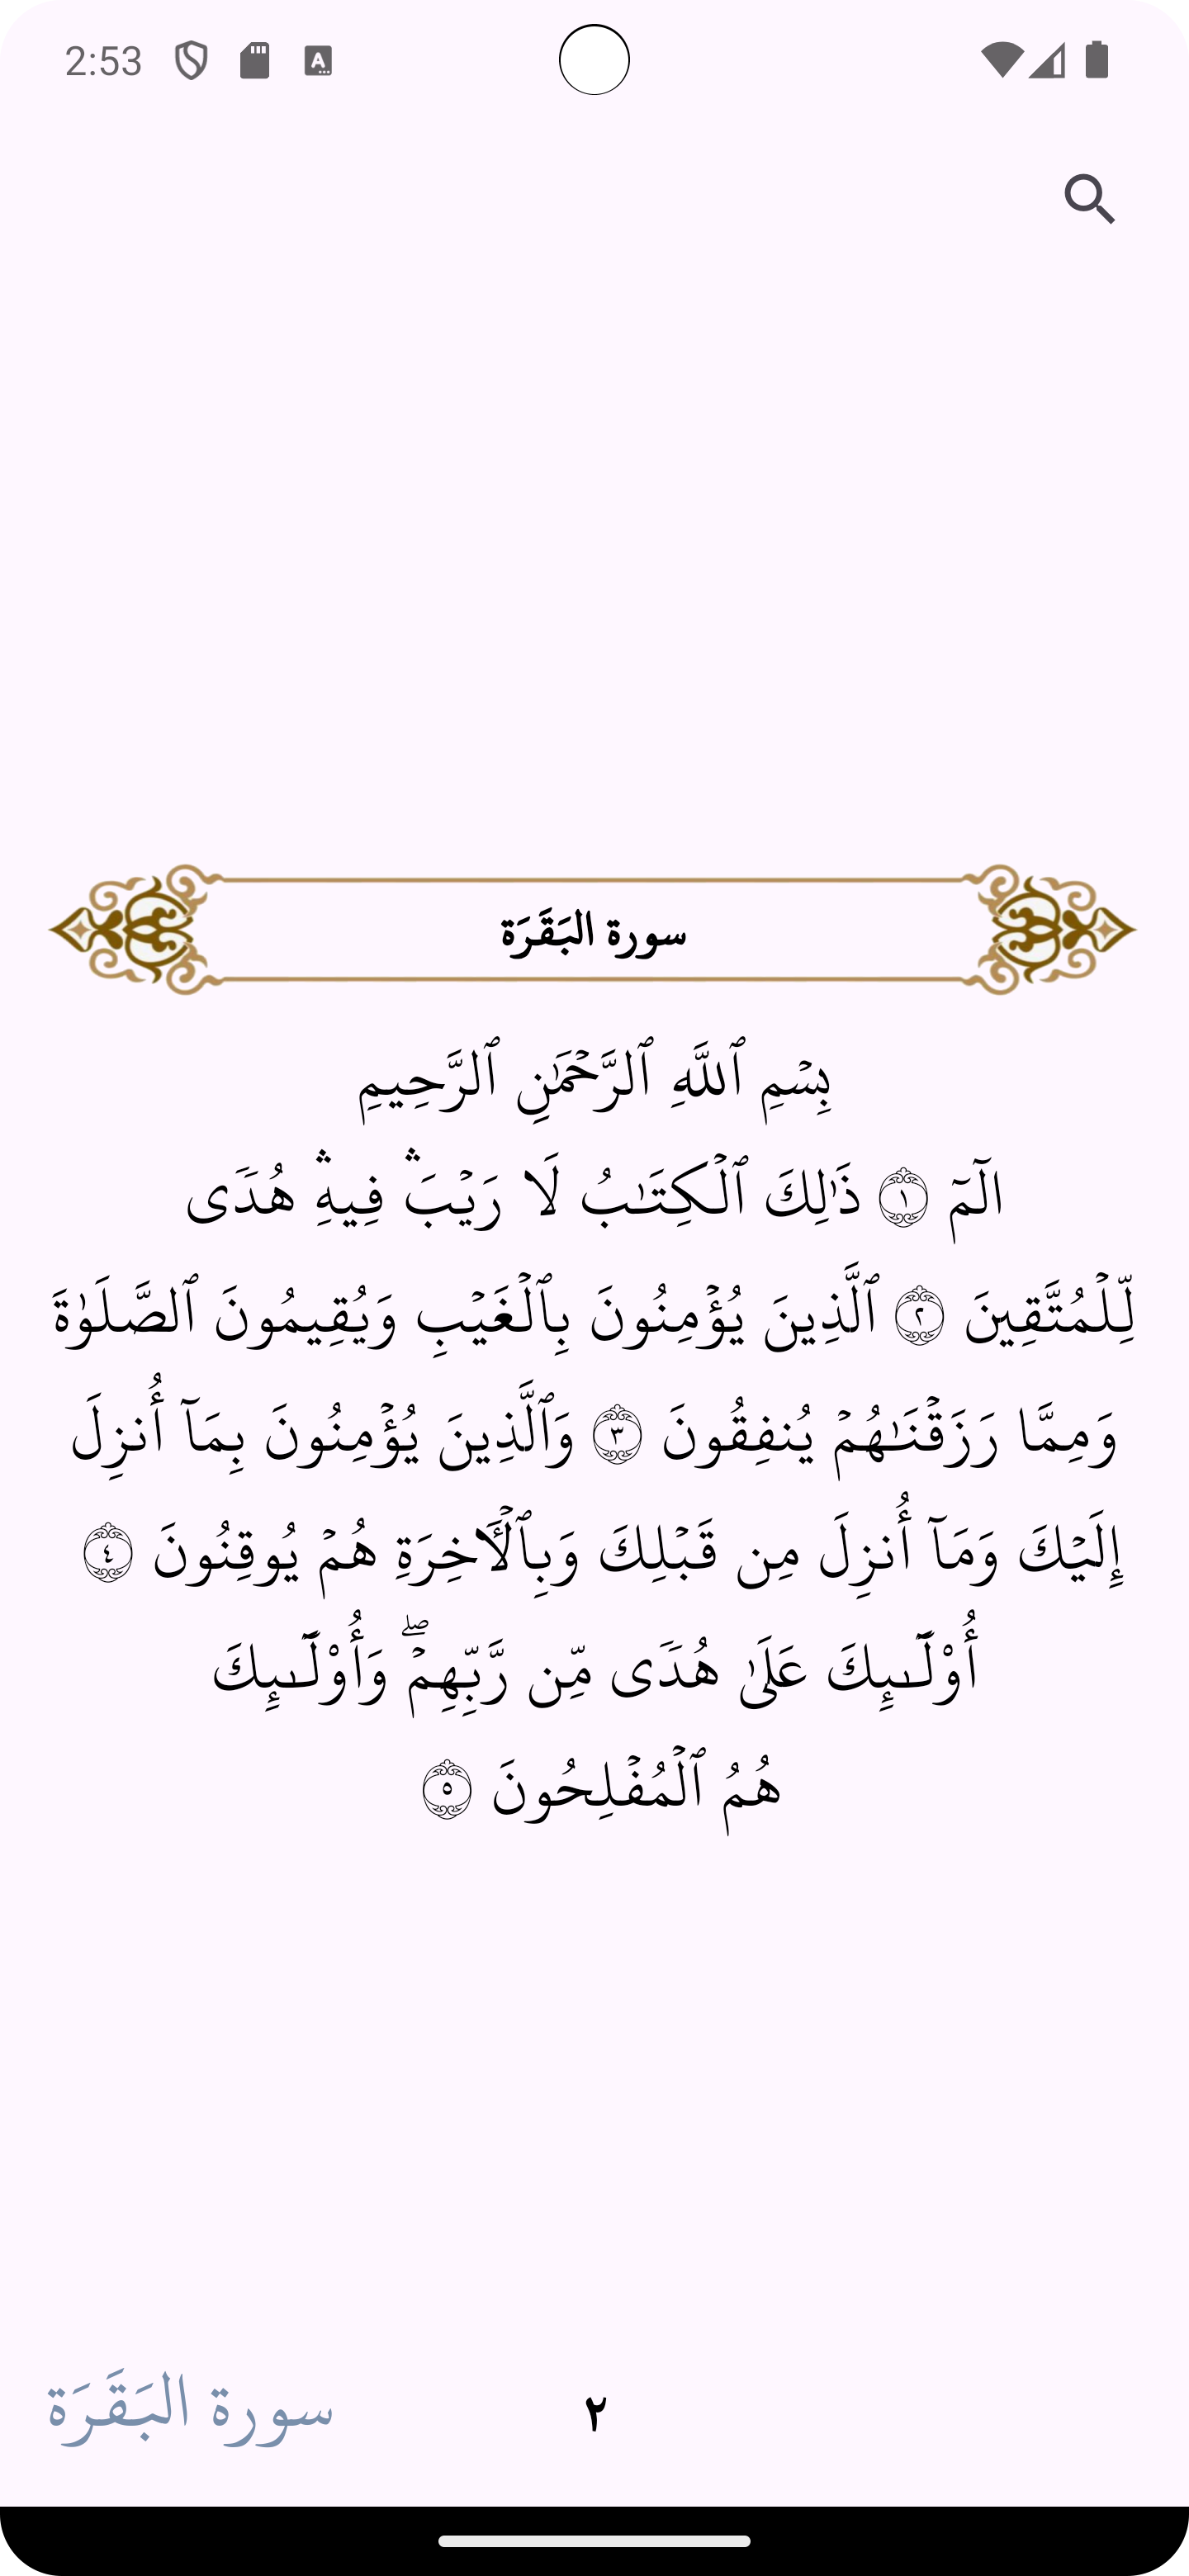 2:53
سورة البَقَرَة
بِسۡمِ ٱللَّهِ ٱلرَّحۡمَٰنِ ٱلرَّحِيمِ
الٓمٓ ١ ذَٰلِكَ ٱلۡكِتَٰبُ لَا رَيۡبَۛ فِيهِۛ هُدٗى
لِّلۡمُتَّقِينَ ٢ ٱلَّذِينَ يُؤۡمِنُونَ بِٱلۡغَيۡبِ وَيُقِيمُونَ ٱلصَّلَوٰةَ
وَمِمَّا رَزَقۡنَٰهُمۡ يُنفِقُونَ ٣ وَٱلَّذِينَ يُؤۡمِنُونَ بِمَآ أُنزِلَ
إِلَيۡكَ وَمَآ أُنزِلَ مِن قَبۡلِكَ وَبِٱلۡأٓخِرَةِ هُمۡ يُوقِنُونَ ٤
أُوْلَٰٓئِكَ عَلَىٰ هُدٗى مِّن رَّبِّهِمۡۖ وَأُوْلَٰٓئِكَ
هُمُ ٱلۡمُفۡلِحُونَ ٥
سورة البَقَرَة
٢